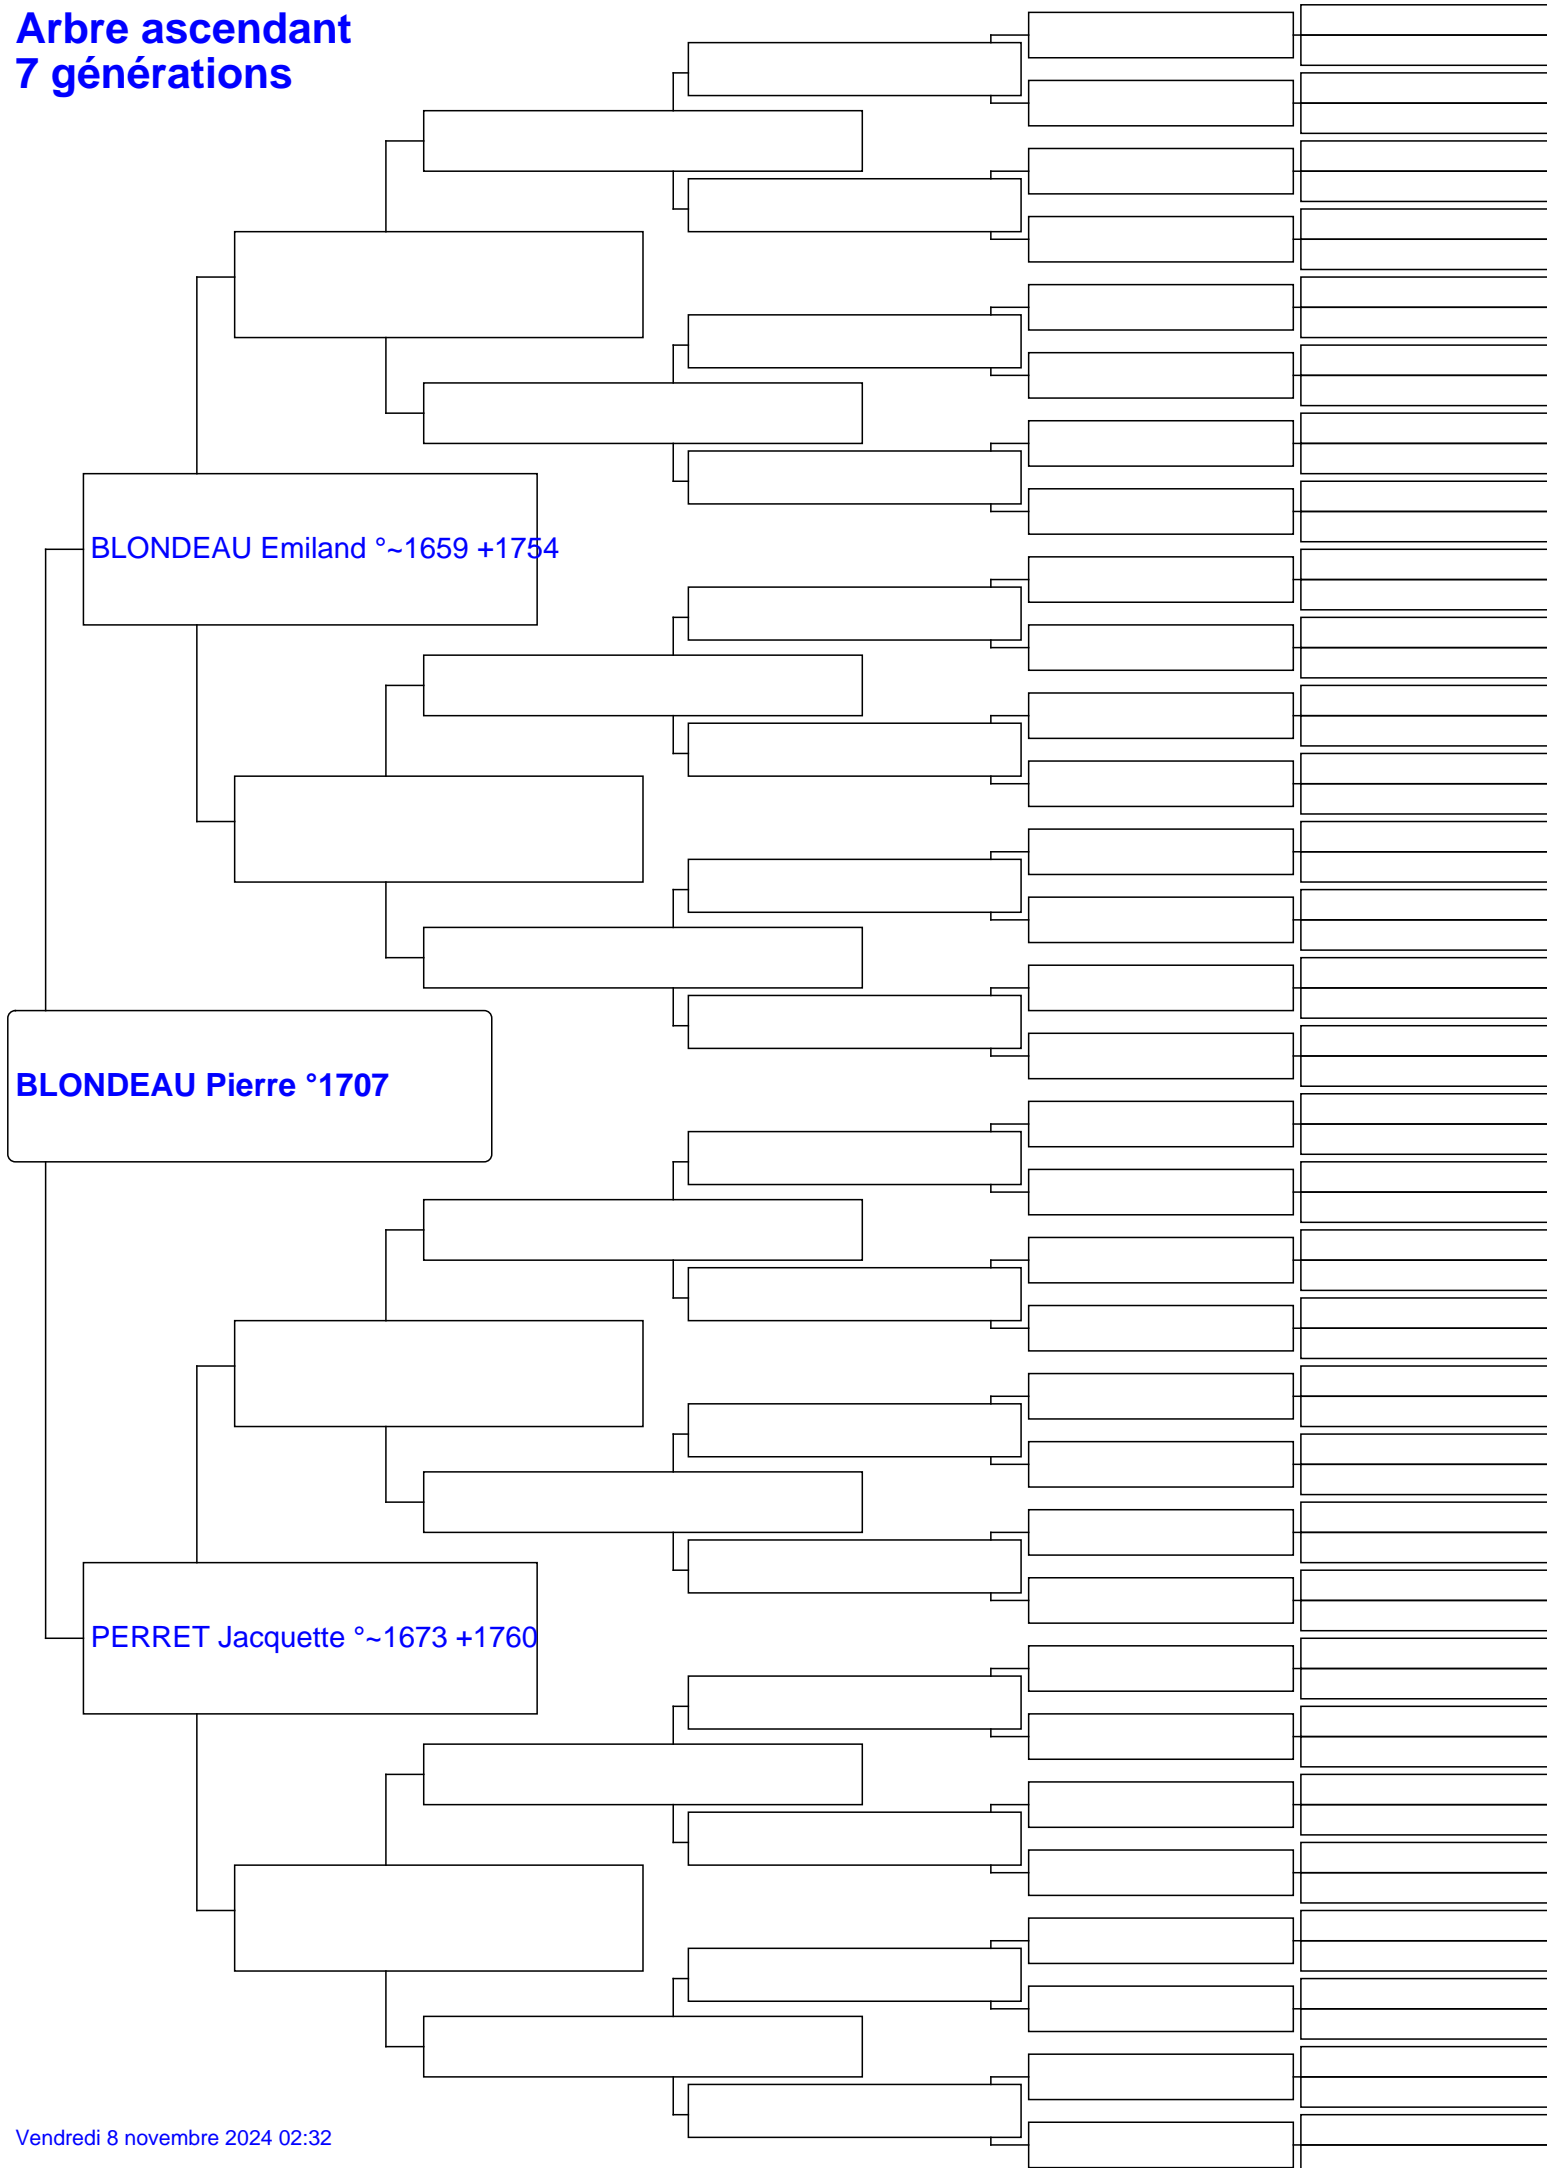 Arbre ascendant
7 générations
BLONDEAU Emiland °~1659 +1754
BLONDEAU Pierre °1707
PERRET Jacquette °~1673 +1760
Vendredi 8 novembre 2024 02:32